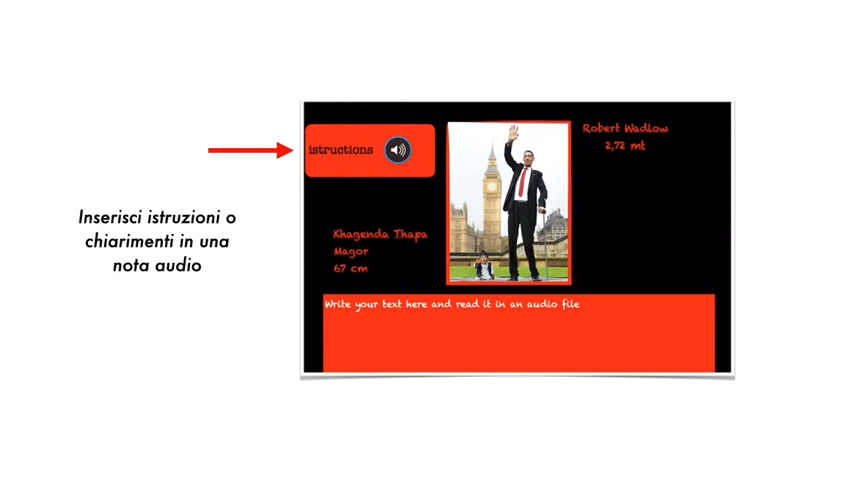 Inserisci istruzioni o
chiarimenti in una
nota audio
istructions
Robert Wadlow
2,72 mt
Khagenda Thapa
Magor
67 cm
Write your text here and read it in an audio file